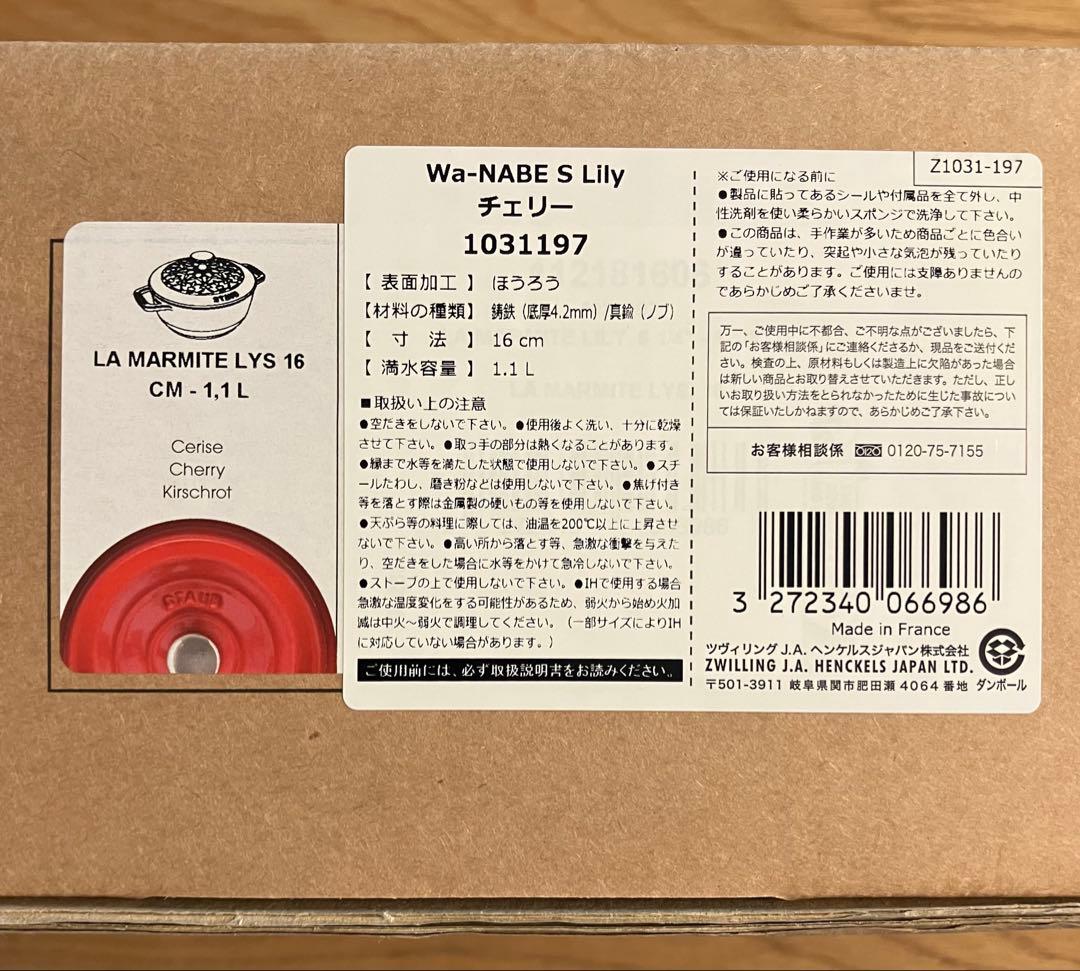 STAUB
LA MARMITE LYS 16
CM - 1,1 L
Cerise
Cherry
Kirschrot
STAUB
Wa-NABE S Lily
チェリー
1031197
【 表面加工 】 ほうろう
【材料の種類】 鋳鉄（底厚4.2mm）/真鍮（ノブ）
【 寸 法 】 16 cm
【 満水容量 】 1.1 L
■取扱い上の注意
●空だきをしないで下さい。●使用後よく洗い、十分に乾燥
させて下さい。●取っ手の部分は熱くなることがあります。
●縁まで水等を満たした状態で使用しないで下さい。●スチ
ールたわし、磨き粉などは使用しないで下さい。●焦げ付き
等を落とす際は金属製の硬いもの等を使用しないで下さい。
●天ぷら等の料理に際しては、油温を200℃以上に上昇させ
ないで下さい。●高い所から落とす等、急激な衝撃を与えた
り、空だきをした場合に水等をかけて急冷しないで下さい。
●ストーブの上で使用しないで下さい。●IHで使用する場合
急激な温度変化をする可能性があるため、弱火から始め火加
減は中火～弱火で調理してください。（一部サイズによりIH
に対応していない場合があります。）
ご使用前には、必ず取扱説明書をお読みください。
Z1031-197
※ご使用になる前に
●製品に貼ってあるシールや付属品を全て外し、中
性洗剤を使い柔らかいスポンジで洗浄して下さい。
●この商品は、手作業が多いため商品ごとに色合い
が違っていたり、突起や小さな気泡が残っていたり
することがあります。ご使用には支障ありませんの
であらかじめご了承くださいませ。
万一、ご使用中に不都合、ご不明な点がございましたら、下
記の「お客様相談係」にご連絡くださるか、現品をご送付くださ
い。検査の上、原材料もしくは製造上に欠陥があった場合
は新しい商品とお取り替えさせていただきます。ただし、正し
いお取り扱い方法をとられなかったために生じた事故につい
ては保証いたしかねますので、あらかじめご了承下さい。
お客様相談係 0120-75-7155
3 272340 066986
Made in France
ツヴィリング J.A. ヘンケルスジャパン株式会社
ZWILLING J.A. HENCKELS JAPAN LTD.
〒501-3911 岐阜県関市肥田瀬 4064 番地
ダンボール